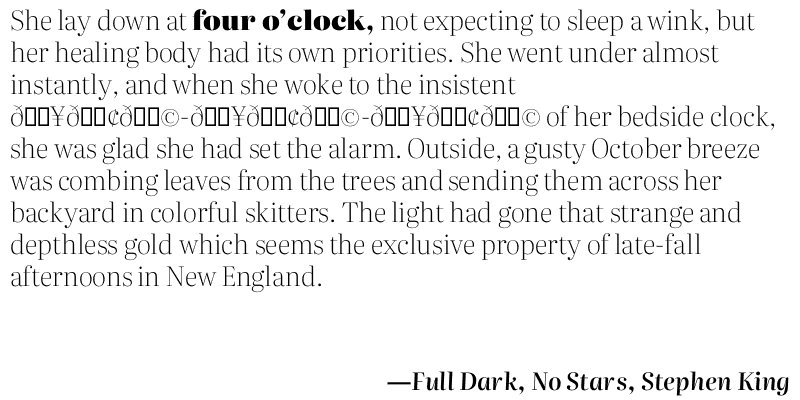 She lay down at four o’clock, not expecting to sleep a wink, but
her healing body had its own priorities. She went under almost
instantly, and when she woke to the insistent
ð▯▯¥ð▯▯¢ð▯▯©-ð▯▯¥ð▯▯¢ð▯▯©-ð▯▯¥ð▯▯¢ð▯▯© of her bedside clock,
she was glad she had set the alarm. Outside, a gusty October breeze
was combing leaves from the trees and sending them across her
backyard in colorful skitters. The light had gone that strange and
depthless gold which seems the exclusive property of late-fall
afternoons in New England.
—Full Dark, No Stars, Stephen King